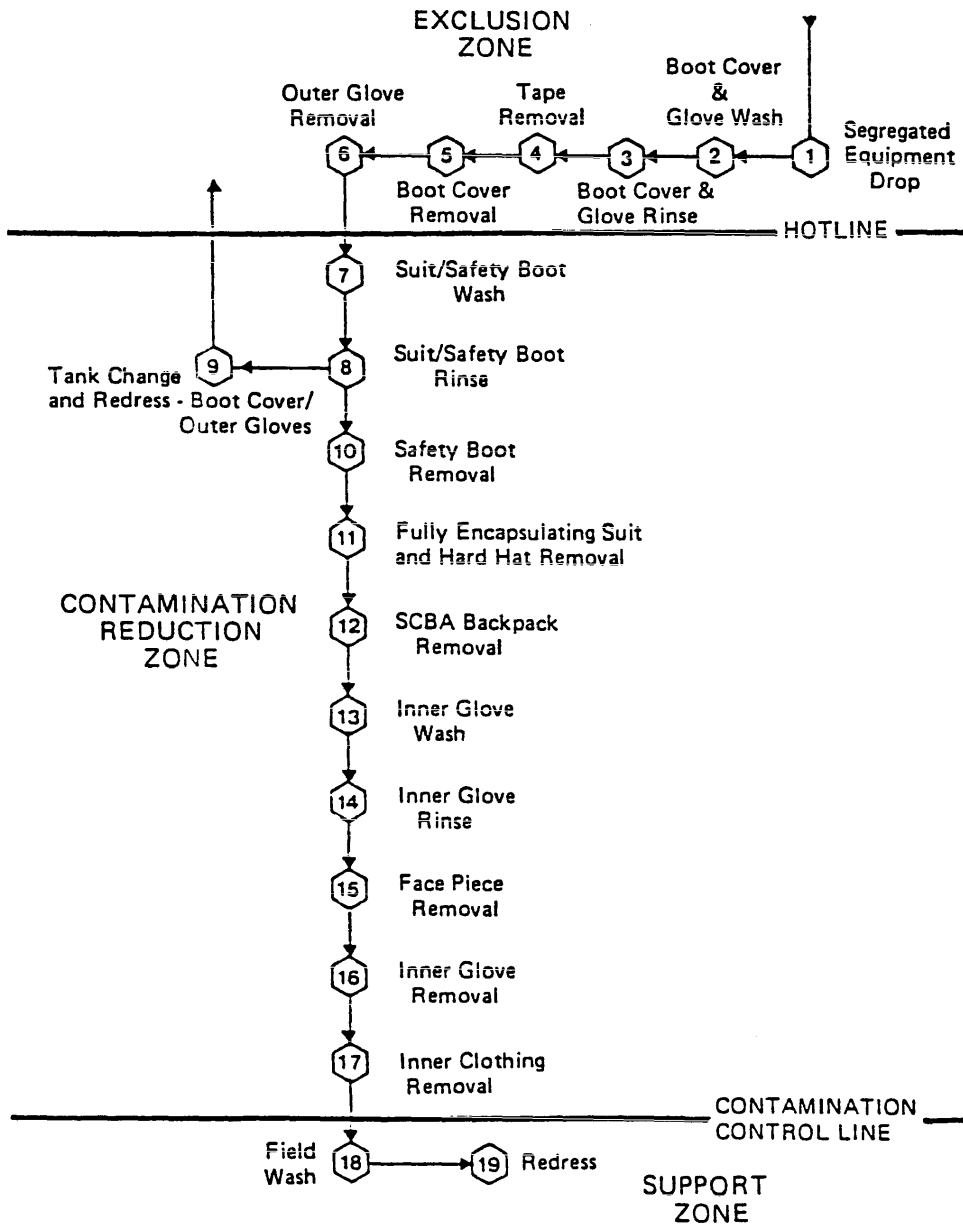 EXCLUSION
ZONE
Boot Cover
&
Glove Wash
Outer Glove
Removal
Tape
Removal
Segregated
Equipment
Drop
6
5
4
3
2
1
Boot Cover
Removal
Boot Cover &
Glove Rinse
HOTLINE
7
Suit/Safety Boot
Wash
9
8
Suit/Safety Boot
Rinse
Tank Change
and Redress - Boot Cover/
Outer Gloves
10
Safety Boot
Removal
11
Fully Encapsulating Suit
and Hard Hat Removal
CONTAMINATION
REDUCTION
ZONE
12
SCBA Backpack
Removal
13
Inner Glove
Wash
14
Inner Glove
Rinse
15
Face Piece
Removal
16
Inner Glove
Removal
17
Inner Clothing
Removal
CONTAMINATION
CONTROL LINE
Field
Wash
18
19
Redress
SUPPORT
ZONE